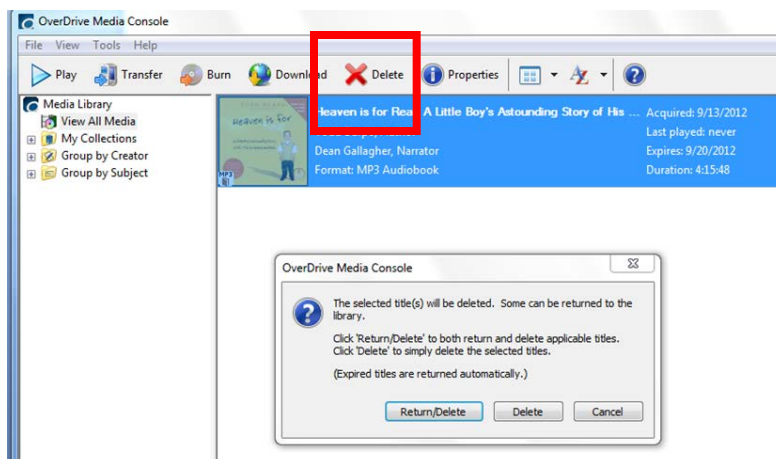 OverDrive Media Console
File View Tools Help
Play Transfer Burn Download Delete Properties
Media Library
View All Media
My Collections
Group by Creator
Group by Subject
Heaven is for
MP3
Heaven is for Real A Little Boy's Astounding Story of His ...
Dean Gallagher, Narrator
Format: MP3 Audiobook
Acquired: 9/13/2012
Last played: never
Expires: 9/20/2012
Duration: 4:15:48
OverDrive Media Console
The selected title(s) will be deleted. Some can be returned to the
library.
Click 'Return/Delete' to both return and delete applicable titles.
Click 'Delete' to simply delete the selected titles.
(Expired titles are returned automatically.)
Return/Delete Delete Cancel